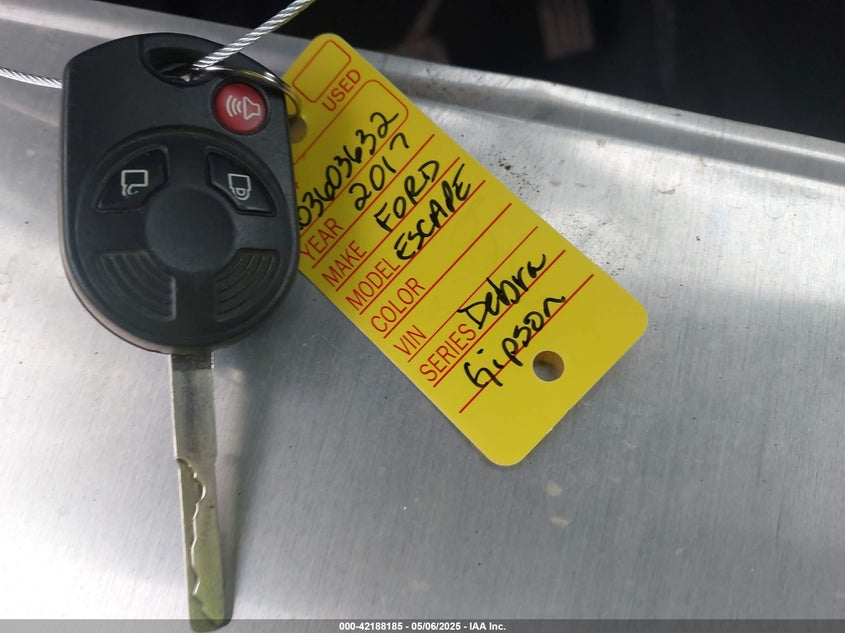 USED
03603632
YEAR 2017
MAKE FORD
MODEL ESCAPE
COLOR
VIN Debra
SERIES Gipson
000-42188185 - 05/06/2025 - IAA Inc.